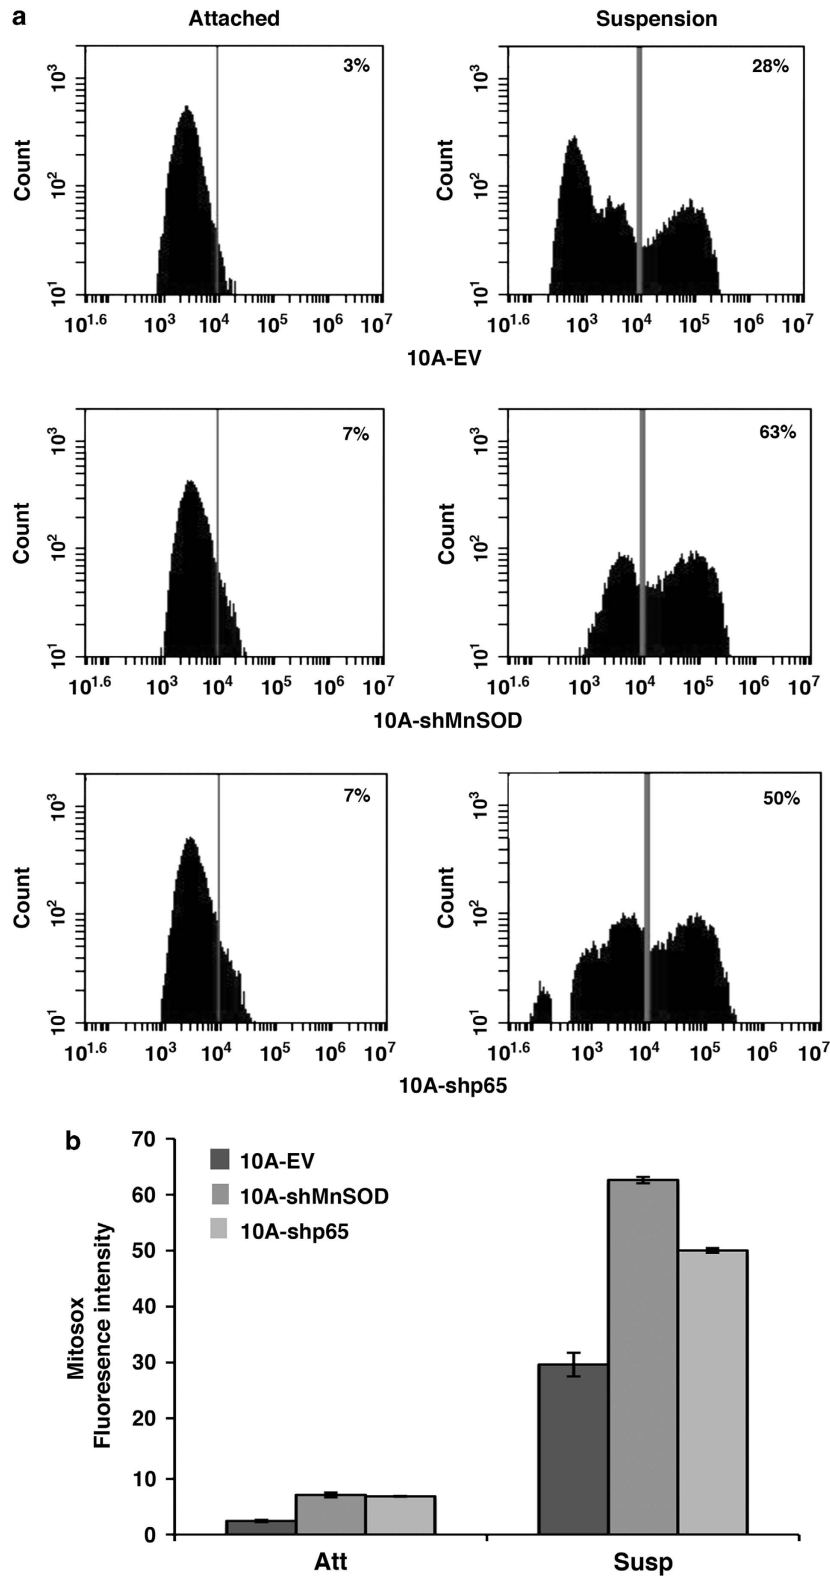 a
Attached Suspension
Count 10³ 10² 10¹ 3% Count 10³ 10² 10¹ 28%
10^1.6 10³ 10⁴ 10⁵ 10⁶ 10⁷ 10^1.6 10³ 10⁴ 10⁵ 10⁶ 10⁷
10A-EV
Count 10³ 10² 10¹ 7% Count 10³ 10² 10¹ 63%
10^1.6 10³ 10⁴ 10⁵ 10⁶ 10⁷ 10^1.6 10³ 10⁴ 10⁵ 10⁶ 10⁷
10A-shMnSOD
Count 10³ 10² 10¹ 7% Count 10³ 10² 10¹ 50%
10^1.6 10³ 10⁴ 10⁵ 10⁶ 10⁷ 10^1.6 10³ 10⁴ 10⁵ 10⁶ 10⁷
10A-shp65
b
Mitosox
Fluoresence intensity
70
60
50
40
30
20
10
0
10A-EV
10A-shMnSOD
10A-shp65
Att Susp